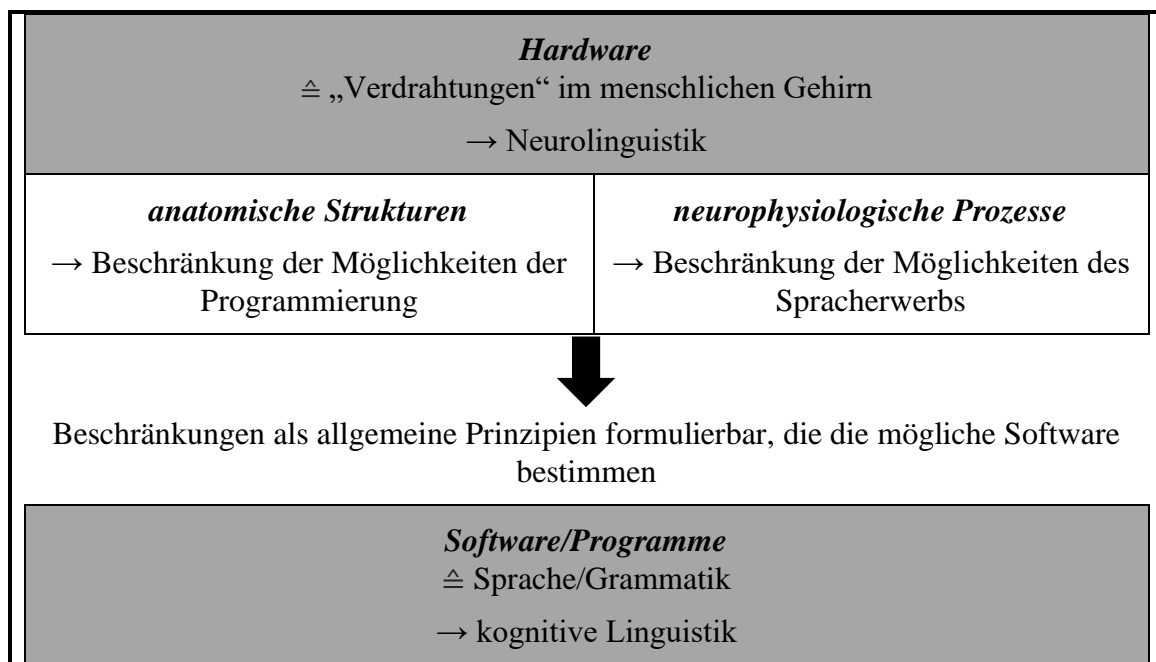 Hardware
≙ „Verdrahtungen“ im menschlichen Gehirn
→ Neurolinguistik
anatomische Strukturen
→ Beschränkung der Möglichkeiten der
Programmierung
neurophysiologische Prozesse
→ Beschränkung der Möglichkeiten des
Spracherwerbs
Beschränkungen als allgemeine Prinzipien formulierbar, die die mögliche Software
bestimmen
Software/Programme
≙ Sprache/Grammatik
→ kognitive Linguistik